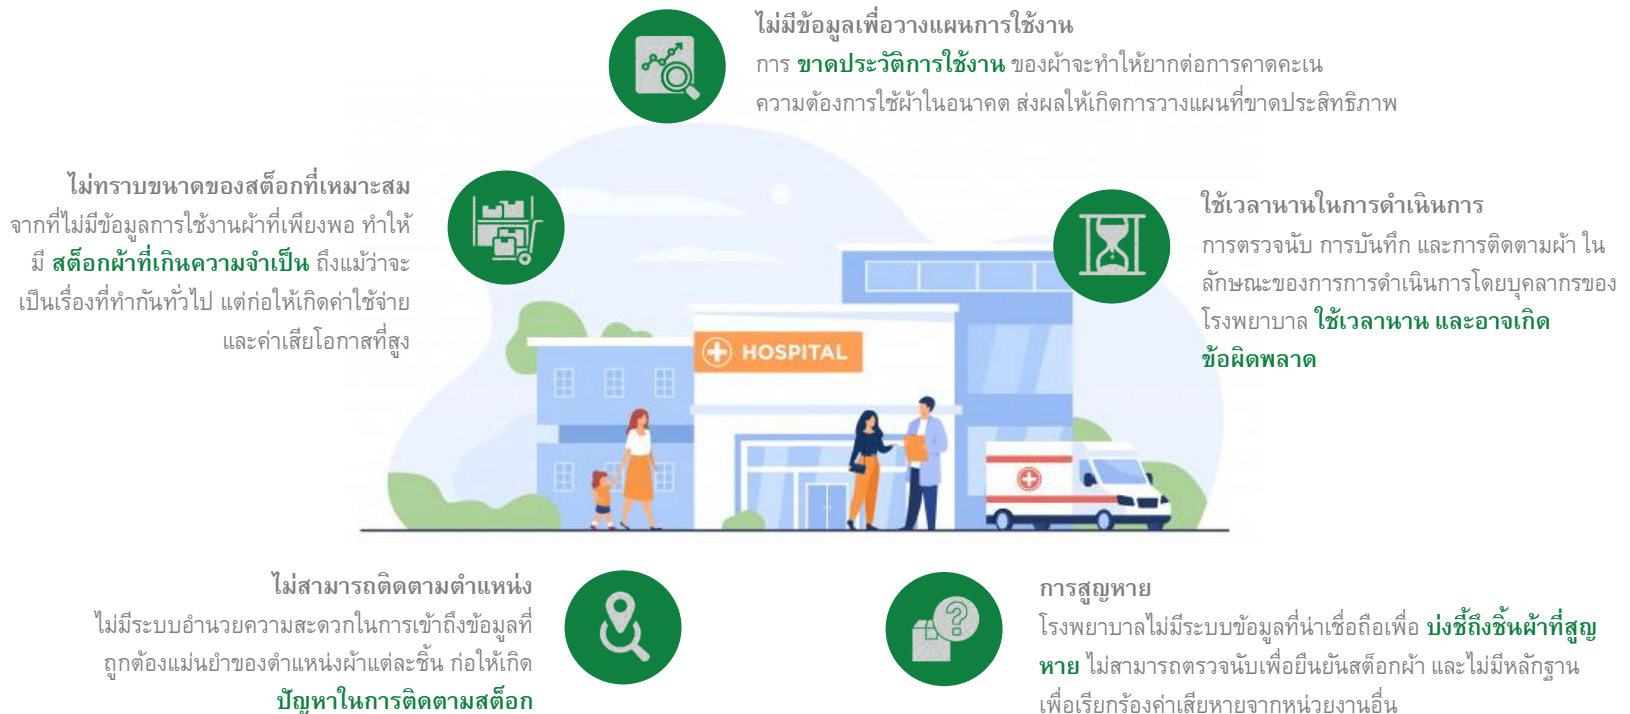 ไม่มีข้อมูลเพื่อวางแผนการใช้งาน
การ ขาดประวัติการใช้งาน ของผ้าจะทำให้ยากต่อการคาดคะเน
ความต้องการใช้ผ้าในอนาคต ส่งผลให้เกิดการวางแผนที่ขาดประสิทธิภาพ
ไม่ทราบขนาดของสต็อกที่เหมาะสม
จากที่ไม่มีข้อมูลการใช้งานผ้าที่เพียงพอ ทำให้
มี สต็อกผ้าที่เกินความจำเป็น ถึงแม้ว่าจะ
เป็นเรื่องที่ทำกันทั่วไป แต่ก่อให้เกิดค่าใช้จ่าย
และค่าเสียโอกาสที่สูง
ใช้เวลานานในการดำเนินการ
การตรวจนับ การบันทึก และการติดตามผ้า ใน
ลักษณะของการการดำเนินการโดยบุคลากรของ
โรงพยาบาล ใช้เวลานาน และอาจเกิด
ข้อผิดพลาด
HOSPITAL
ไม่สามารถติดตามตำแหน่ง
ไม่มีระบบอำนวยความสะดวกในการเข้าถึงข้อมูลที่
ถูกต้องแม่นยำของตำแหน่งผ้าแต่ละชิ้น ก่อให้เกิด
ปัญหาในการติดตามสต็อก
การสูญหาย
โรงพยาบาลไม่มีระบบข้อมูลที่น่าเชื่อถือเพื่อ บ่งชี้ถึงชิ้นผ้าที่สูญ
หาย ไม่สามารถตรวจนับเพื่อยืนยันสต็อกผ้า และไม่มีหลักฐาน
เพื่อเรียกร้องค่าเสียหายจากหน่วยงานอื่น